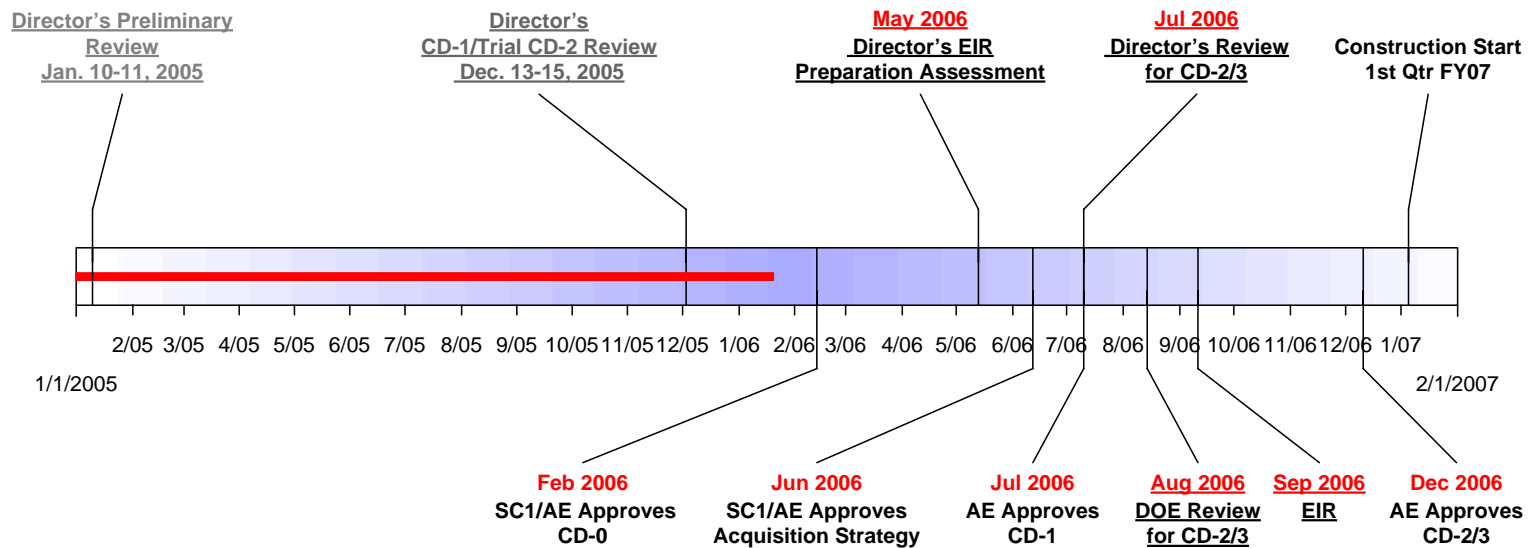 Director's Preliminary
Review
Jan. 10-11, 2005
Director's
CD-1/Trial CD-2 Review
Dec. 13-15, 2005
May 2006
Director's EIR
Preparation Assessment
Jul 2006
Director's Review
for CD-2/3
Construction Start
1st Qtr FY07
2/05 3/05 4/05 5/05 6/05 7/05 8/05 9/05 10/05 11/05 12/05 1/06 2/06 3/06 4/06 5/06 6/06 7/06 8/06 9/06 10/06 11/06 12/06 1/07
1/1/2005
2/1/2007
Feb 2006
SC1/AE Approves
CD-0
Jun 2006
SC1/AE Approves
Acquisition Strategy
Jul 2006
AE Approves
CD-1
Aug 2006
DOE Review
for CD-2/3
Sep 2006
EIR
Dec 2006
AE Approves
CD-2/3